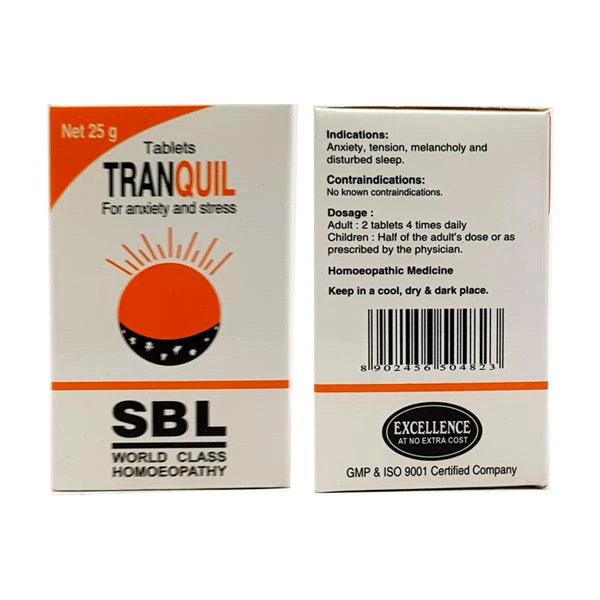 Net 25 g
Tablets
TRANQUIL
For anxiety and stress
SBL
WORLD CLASS
HOMOEOPATHY
Indications:
Anxiety, tension, melancholy and
disturbed sleep.
Contraindications:
No known contraindications.
Dosage :
Adult : 2 tablets 4 times daily
Children : Half of the adult's dose or as
prescribed by the physician.
Homoeopathic Medicine
Keep in a cool, dry & dark place.
8 902456 504823
EXCELLENCE
AT NO EXTRA COST
GMP & ISO 9001 Certified Company